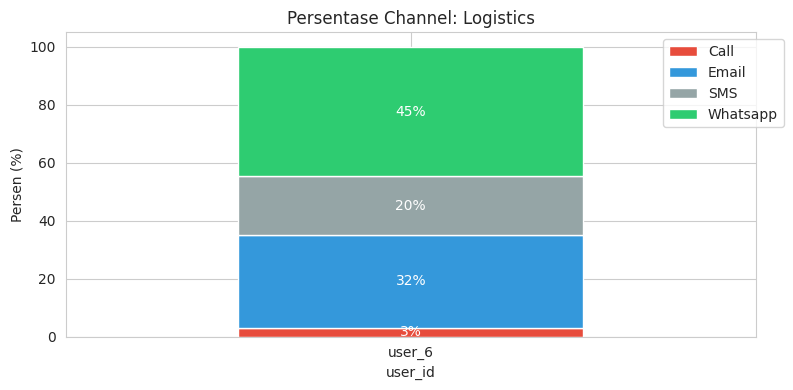 Persentase Channel: Logistics
Call
Email
SMS
Whatsapp
Persen (%)
100
80
60
40
20
0
45%
20%
32%
3%
user_6
user_id